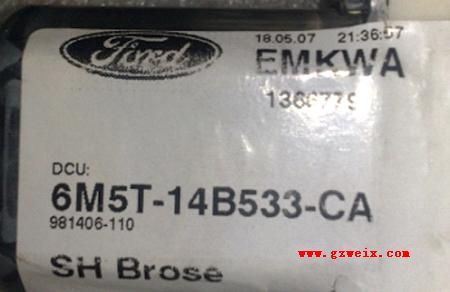 Ford
18.05.07 21:36:57
EMKWA
1366779
DCU:
6M5T-14B533-CA
981406-110
www.gzweix.com
SH Brose